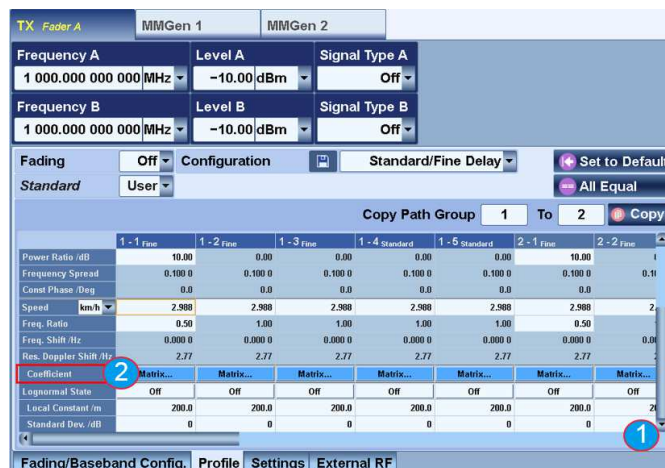 TX Fader A MMGen 1 MMGen 2
Frequency A Level A Signal Type A
1 000.000 000 000 MHz -10.00 dBm Off
Frequency B Level B Signal Type B
1 000.000 000 000 MHz -10.00 dBm Off
Fading Off Configuration Standard/Fine Delay Set to Default
Standard User All Equal
Copy Path Group 1 To 2 Copy
1 - 1 Fine 1 - 2 Fine 1 - 3 Fine 1 - 4 Standard 1 - 5 Standard 2 - 1 Fine 2 - 2 Fine
Power Ratio /dB 10.00 0.00 0.00 0.00 0.00 10.00
Frequency Spread 0.100 0 0.100 0 0.100 0 0.100 0 0.100 0 0.100 0 0.10
Const Phase /Deg 0.0 0.0 0.0 0.0 0.0 0.0
Speed km/h 2.988 2.988 2.988 2.988 2.988 2.988 2.
Freq. Ratio 0.50 1.00 1.00 1.00 1.00 0.50
Freq. Shift /Hz 0.000 0 0.000 0 0.000 0 0.000 0 0.000 0 0.000 0 0.00
Res. Doppler Shift /Hz 2.77 2.77 2.77 2.77 2.77 2.77
Coefficient 2 Matrix... Matrix... Matrix... Matrix... Matrix... Matrix... Matrix...
Lognormal State Off Off Off Off Off Off Off
Local Constant /m 200.0 200.0 200.0 200.0 200.0 200.0 20
Standard Dev. /dB 0 0 0 0 0 0
1
Fading/Baseband Config. Profile Settings External RF